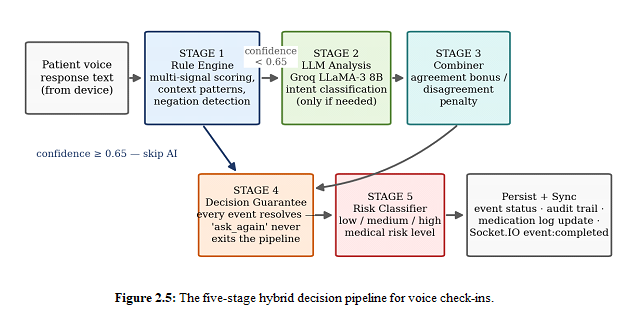 Patient voice
response text
(from device)
STAGE 1
Rule Engine
multi-signal scoring,
context patterns,
negation detection
confidence
< 0.65
STAGE 2
LLM Analysis
Groq LLaMA-3 8B
intent classification
(only if needed)
STAGE 3
Combiner
agreement bonus /
disagreement
penalty
confidence ≥ 0.65 — skip AI
STAGE 4
Decision Guarantee
every event resolves —
'ask_again' never
exits the pipeline
STAGE 5
Risk Classifier
low / medium / high
medical risk level
Persist + Sync
event status · audit trail ·
medication log update ·
Socket.IO event:completed
Figure 2.5: The five-stage hybrid decision pipeline for voice check-ins.